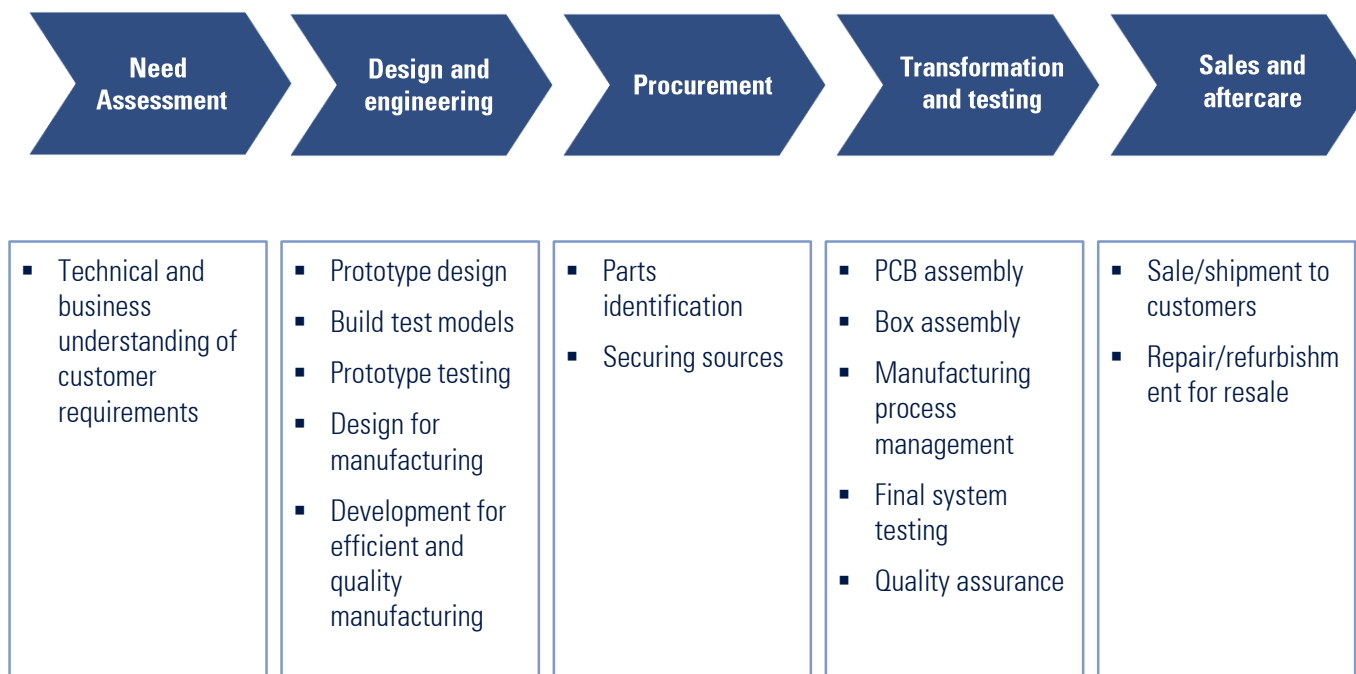 Need
Assessment
Design and
engineering
Procurement
Transformation
and testing
Sales and
aftercare
▪ Technical and
business
understanding of
customer
requirements
▪ Prototype design
▪ Build test models
▪ Prototype testing
▪ Design for
manufacturing
▪ Development for
efficient and
quality
manufacturing
▪ Parts
identification
▪ Securing sources
▪ PCB assembly
▪ Box assembly
▪ Manufacturing
process
management
▪ Final system
testing
▪ Quality assurance
▪ Sale/shipment to
customers
▪ Repair/refurbishm
ent for resale